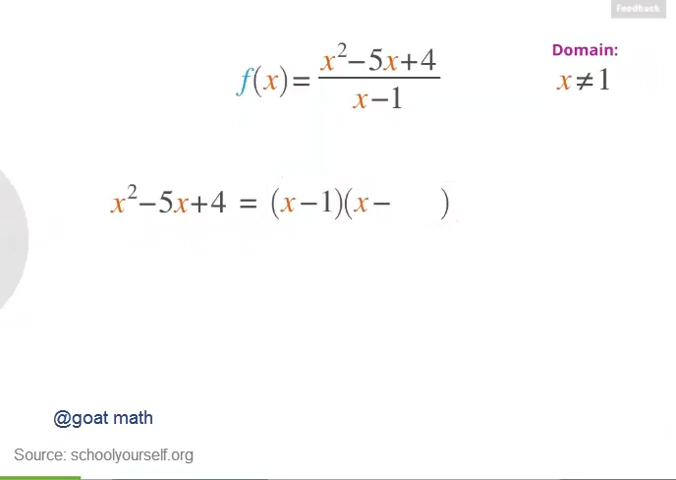 Feedback
f(x) = x²−5x+4 / x−1
Domain:
x≠1
x²−5x+4 = (x−1)(x− )
@goat math
Source: schoolyourself.org